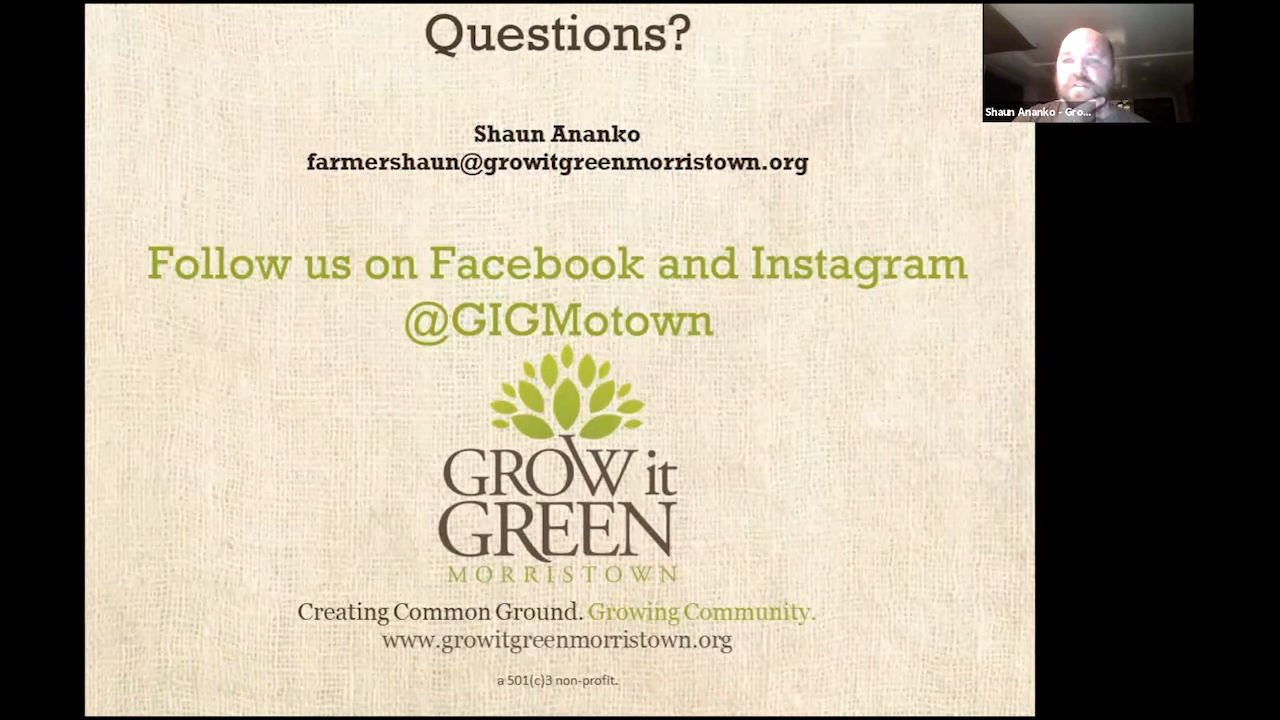 Questions?
Shaun Ananko
farmershaun@growitgreenmorristown.org
Follow us on Facebook and Instagram
@GIGMotown
GROW it
GREEN
MORRISTOWN
Creating Common Ground. Growing Community.
www.growitgreenmorristown.org
a 501(c)3 non-profit.
Shaun Ananko - Gro...